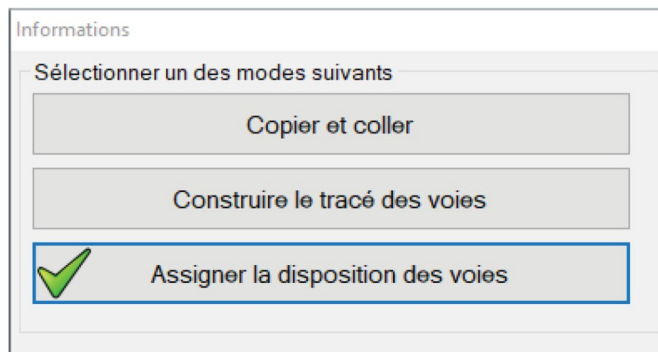 Informations
Sélectionner un des modes suivants
Copier et coller
Construire le tracé des voies
Assigner la disposition des voies